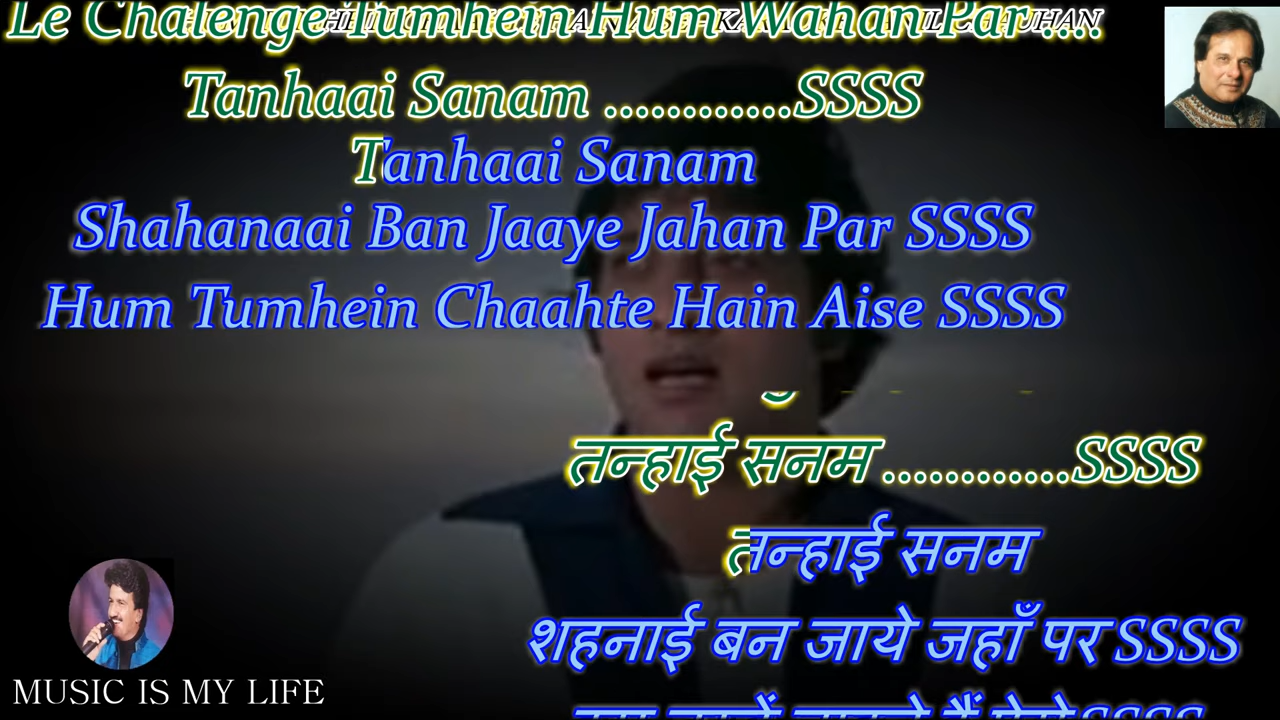 Le Chalenge Tumhein Hum Wahan Par ....
Tanhaai Sanam ............SSSS
Tanhaai Sanam
Shahanaai Ban Jaaye Jahan Par SSSS
Hum Tumhein Chaahte Hain Aise SSSS
तन्हाई सनम ............SSSS
तन्हाई सनम
शहनाई बन जाये जहाँ पर SSSS
MUSIC IS MY LIFE